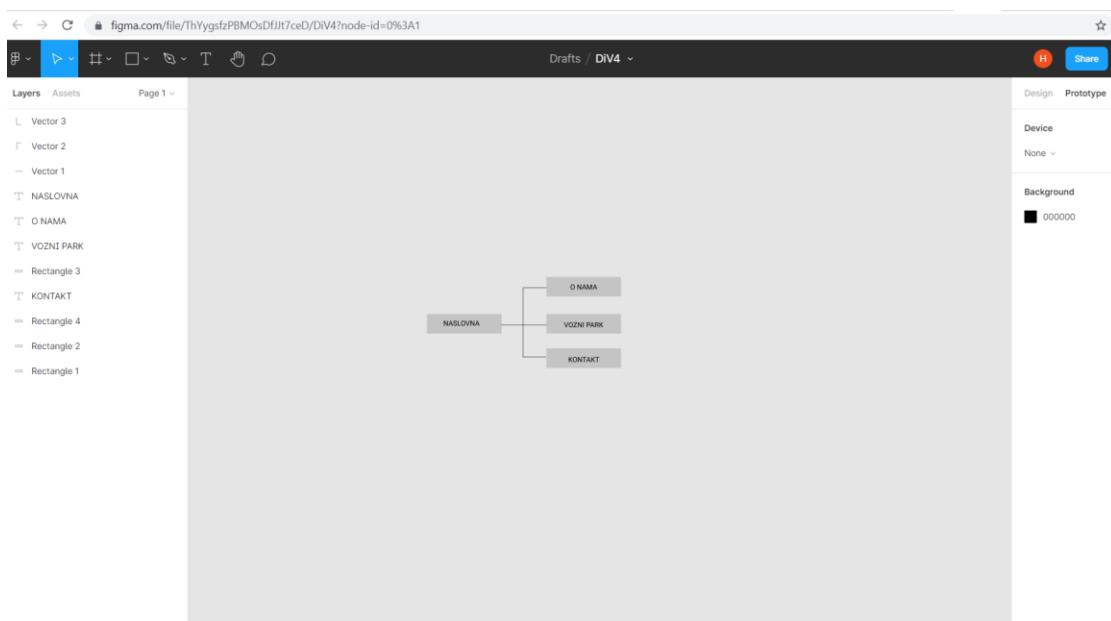 figma.com/file/ThYygsfzPBMOsDfJJt7ceD/DiV4?node-id=0%3A1
Drafts / DiV4
H
Share
Layers Assets Page 1
Design Prototype
Vector 3
Vector 2
Vector 1
NASLOVNA
O NAMA
VOZNI PARK
Rectangle 3
KONTAKT
Rectangle 4
Rectangle 2
Rectangle 1
O NAMA
NASLOVNA
VOZNI PARK
KONTAKT
Device
None
Background
000000